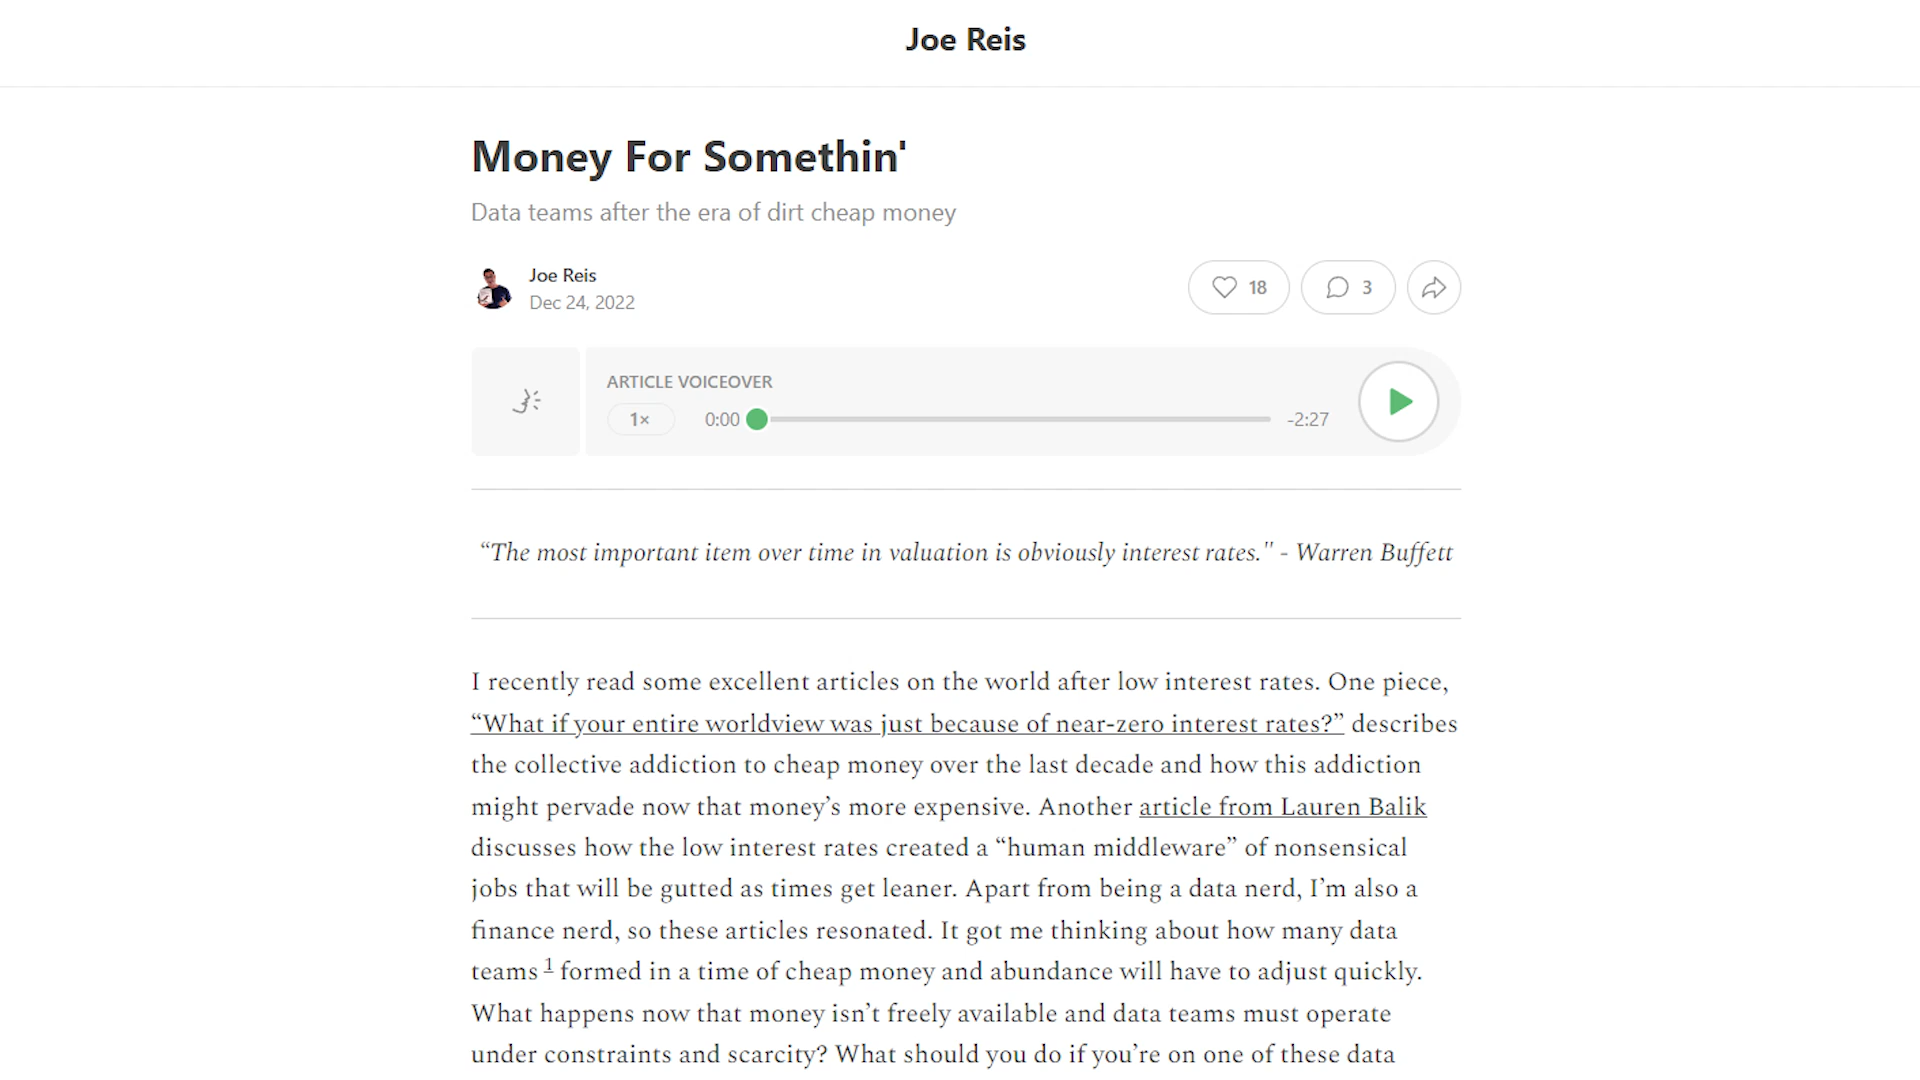 Joe Reis
Money For Somethin'
Data teams after the era of dirt cheap money
Joe Reis
Dec 24, 2022
18
3
ARTICLE VOICEOVER
1×
0:00
-2:27
“The most important item over time in valuation is obviously interest rates." - Warren Buffett
I recently read some excellent articles on the world after low interest rates. One piece,
“What if your entire worldview was just because of near-zero interest rates?” describes
the collective addiction to cheap money over the last decade and how this addiction
might pervade now that money’s more expensive. Another article from Lauren Balik
discusses how the low interest rates created a “human middleware” of nonsensical
jobs that will be gutted as times get leaner. Apart from being a data nerd, I’m also a
finance nerd, so these articles resonated. It got me thinking about how many data
teams 1 formed in a time of cheap money and abundance will have to adjust quickly.
What happens now that money isn’t freely available and data teams must operate
under constraints and scarcity? What should you do if you’re on one of these data